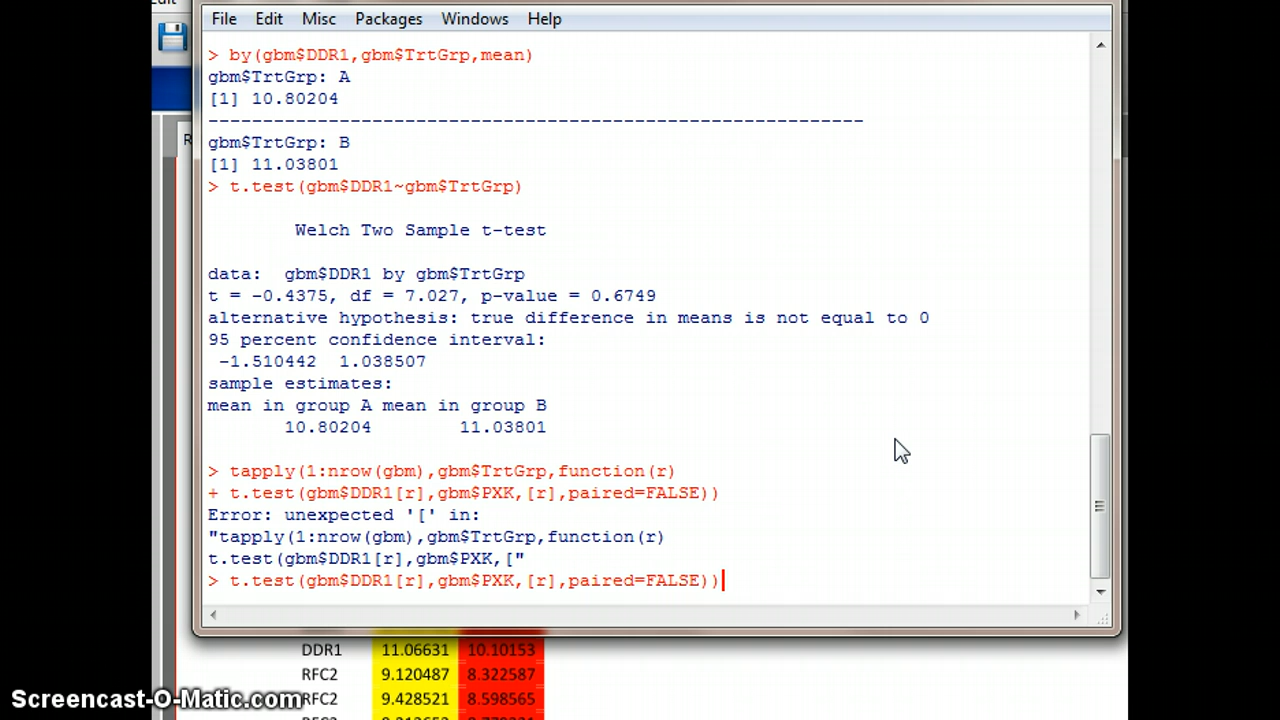 Edit
File Edit Misc Packages Windows Help
> by(gbm$DDR1,gbm$TrtGrp,mean)
gbm$TrtGrp: A
[1] 10.80204
------------------------------------------------------------
gbm$TrtGrp: B
[1] 11.03801
> t.test(gbm$DDR1~gbm$TrtGrp)
Welch Two Sample t-test
data:  gbm$DDR1 by gbm$TrtGrp
t = -0.4375, df = 7.027, p-value = 0.6749
alternative hypothesis: true difference in means is not equal to 0
95 percent confidence interval:
-1.510442  1.038507
sample estimates:
mean in group A mean in group B
10.80204        11.03801
> tapply(1:nrow(gbm),gbm$TrtGrp,function(r)
+ t.test(gbm$DDR1[r],gbm$PXK,[r],paired=FALSE))
Error: unexpected '[' in:
"tapply(1:nrow(gbm),gbm$TrtGrp,function(r)
t.test(gbm$DDR1[r],gbm$PXK,["
> t.test(gbm$DDR1[r],gbm$PXK,[r],paired=FALSE))
DDR1 11.06631 10.10153
RFC2 9.120487 8.322587
RFC2 9.428521 8.598565
Screencast-O-Matic.com